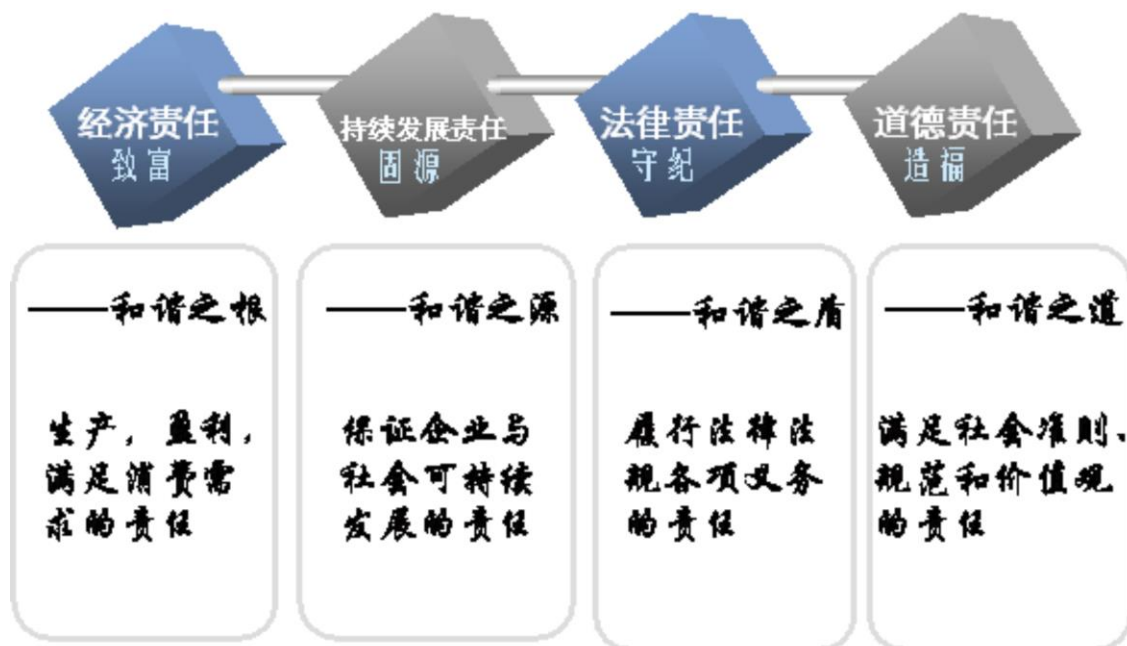 经济责任
致富
持续发展责任
固源
法律责任
守纪
道德责任
造福
——和谐之根
生产，盈利，
满足消费需
求的责任
——和谐之源
保证企业与
社会可持续
发展的责任
——和谐之盾
履行法律法
规各项义务
的责任
——和谐之道
满足社会准则、
规范和价值观
的责任